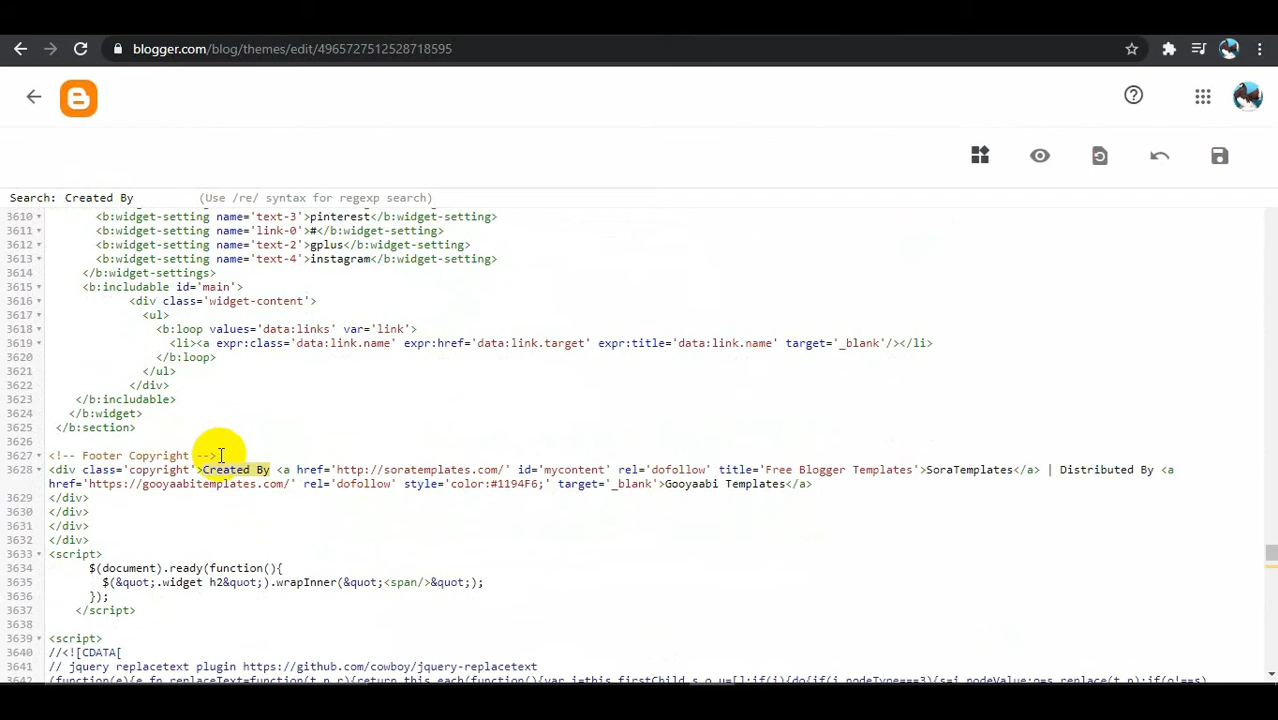 blogger.com/blog/themes/edit/4965727512528718595
Search: Created By (Use /re/ syntax for regexp search)
3610 <b:widget-setting name='text-3'>pinterest</b:widget-setting>
3611 <b:widget-setting name='link-0'>#</b:widget-setting>
3612 <b:widget-setting name='text-2'>gplus</b:widget-setting>
3613 <b:widget-setting name='text-4'>instagram</b:widget-setting>
3614 </b:widget-settings>
3615 <b:includable id='main'>
3616 <div class='widget-content'>
3617 <ul>
3618 <b:loop values='data:links' var='link'>
3619 <li><a expr:class='data:link.name' expr:href='data:link.target' expr:title='data:link.name' target='_blank'/></li>
3620 </b:loop>
3621 </ul>
3622 </div>
3623 </b:includable>
3624 </b:widget>
3625 </b:section>
3626
3627 <!-- Footer Copyright -->
3628 <div class='copyright'>Created By <a href='http://soratemplates.com/' id='mycontent' rel='dofollow' title='Free Blogger Templates'>SoraTemplates</a> | Distributed By <a
href='https://gooyaabitemplates.com/' rel='dofollow' style='color:#1194F6;' target='_blank'>Gooyaabi Templates</a>
3629 </div>
3630 </div>
3631 </div>
3632 </div>
3633 <script>
3634 $(document).ready(function(){
3635 $(&quot;.widget h2&quot;).wrapInner(&quot;<span/>&quot;);
3636 });
3637 </script>
3638
3639 <script>
3640 //<![CDATA[
3641 // jquery replacetext plugin https://github.com/cowboy/jquery-replacetext